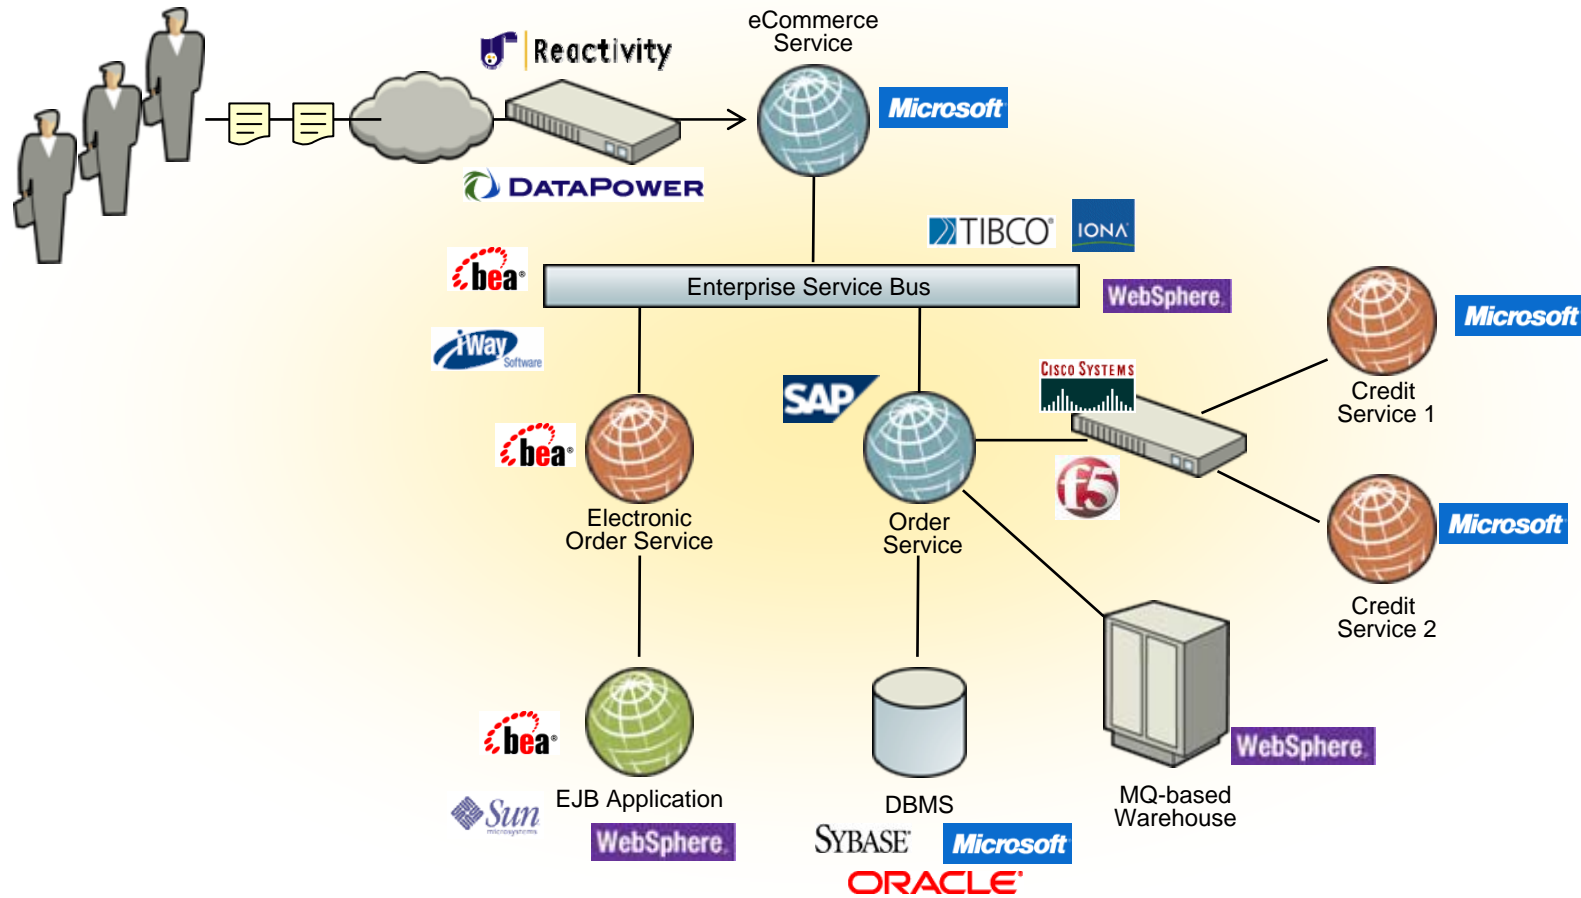 eCommerce
Service
Reactivity
Microsoft
DATAPOWER
TIBCO®
IONA
bea®
Enterprise Service Bus
WebSphere.
Microsoft
iWay
Software
CISCO SYSTEMS
SAP
Credit
Service 1
bea®
f5
Electronic
Order Service
Order
Service
Microsoft
Credit
Service 2
bea®
WebSphere.
EJB Application
DBMS
MQ-based
Warehouse
Sun
microsystems
WebSphere.
SYBASE®
Microsoft
ORACLE®